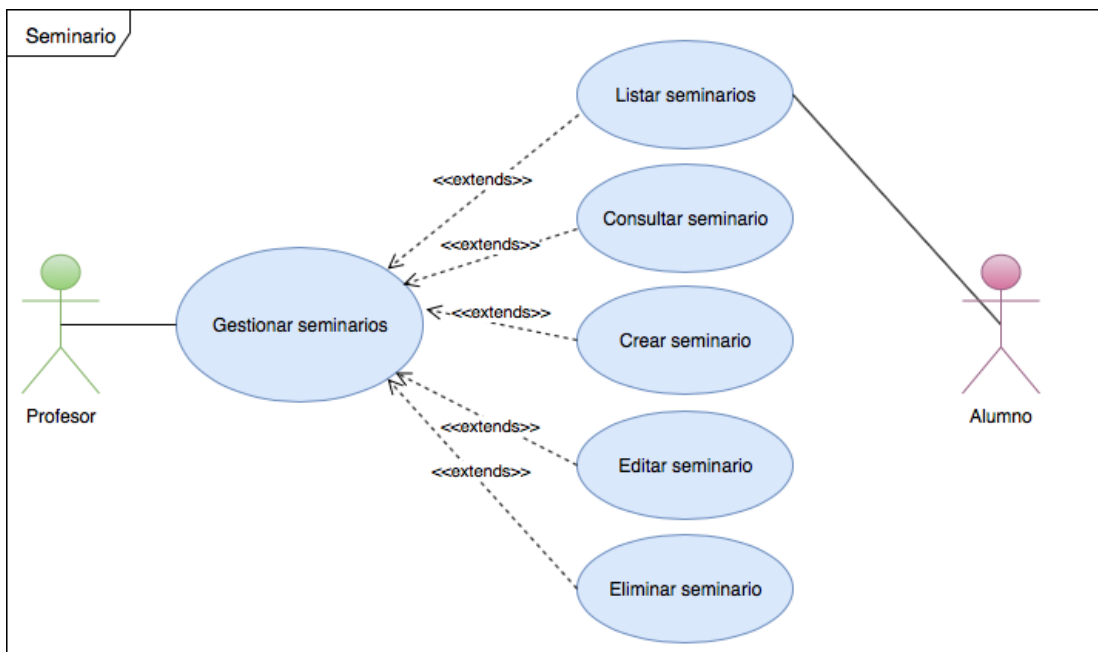 Seminario
Listar seminarios
<<extends>>
Consultar seminario
<<extends>>
<<extends>>
Gestionar seminarios
Crear seminario
Profesor
Alumno
<<extends>>
Editar seminario
<<extends>>
Eliminar seminario